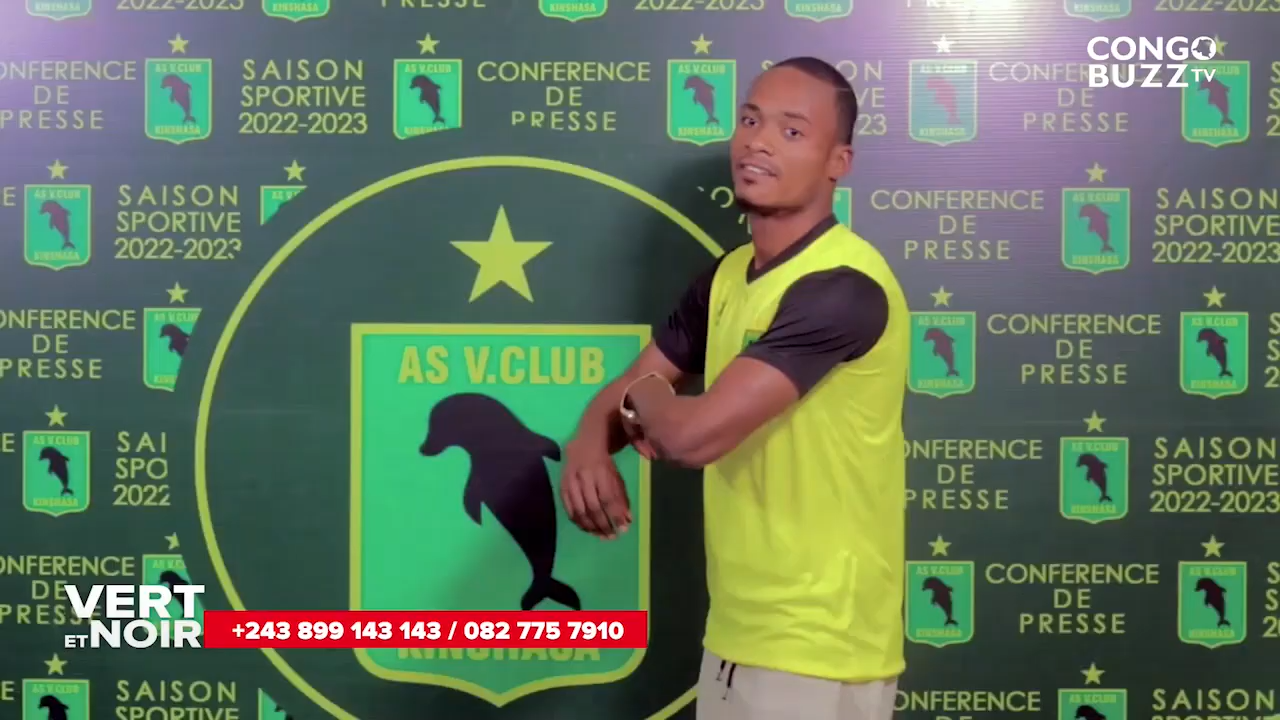 CONGO
BUZZ TV
CONFERENCE
DE
PRESSE
SAISON
SPORTIVE
2022-2023
AS V.CLUB
KINSHASA
VERT
ET NOIR
+243 899 143 143 / 082 775 7910